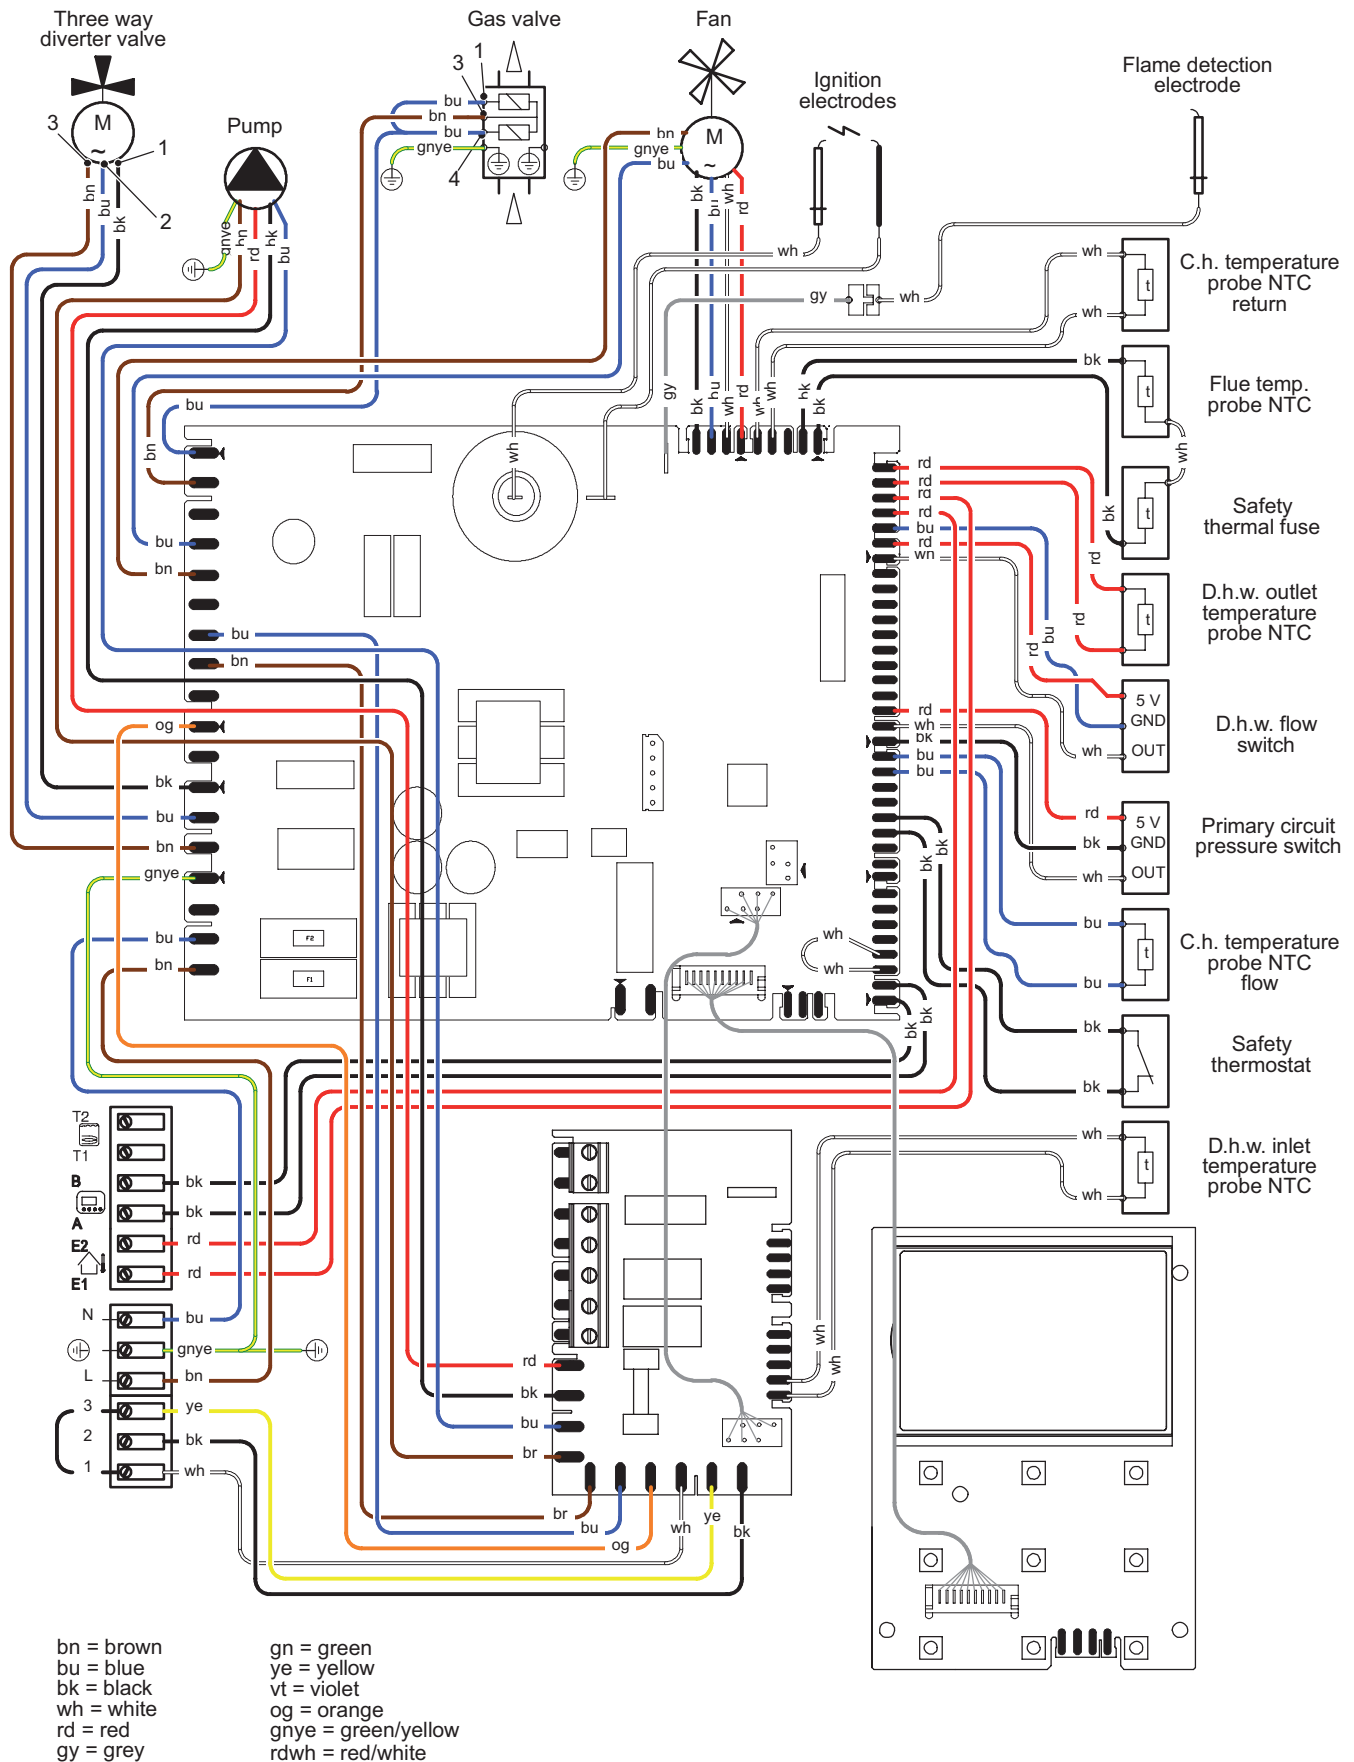 Three way
diverter valve
Gas valve
Fan
Ignition
electrodes
Flame detection
electrode
Pump
1
3
4
3
1
2
M
~
M
~
bu
bn
bu
gnye
bn
gnye
bu
bn
bu
bk
gnye
bn
rd
bk
bu
bk
bu
wh
rd
wh
wh
gy
wh
gy
bk
bu
wh
rd
wh
wh
bk
bk
wh
wh
t
C.h. temperature
probe NTC
return
bk
t
Flue temp.
probe NTC
wh
bk
t
Safety
thermal fuse
rd
t
D.h.w. outlet
temperature
probe NTC
rd
bu
rd
5 V
GND
OUT
wh
D.h.w. flow
switch
rd
bk
wh
5 V
GND
OUT
Primary circuit
pressure switch
bu
bu
t
C.h. temperature
probe NTC
flow
bk
bk
Safety
thermostat
wh
wh
t
D.h.w. inlet
temperature
probe NTC
bu
bn
wh
bu
bn
bu
bn
og
bk
bu
bn
gnye
bu
bn
rd
rd
rd
rd
bu
rd
wn
rd
wh
bk
bu
bu
bk
bk
wh
wh
bk
bk
F2
F1
T2
T1
B
A
E2
E1
bk
bk
rd
rd
N
L
3
2
1
bu
gnye
bn
ye
bk
wh
rd
bk
bu
br
br
bu
og
wh
ye
bk
wh
wh
bn = brown
bu = blue
bk = black
wh = white
rd = red
gy = grey
gn = green
ye = yellow
vt = violet
og = orange
gnye = green/yellow
rdwh = red/white